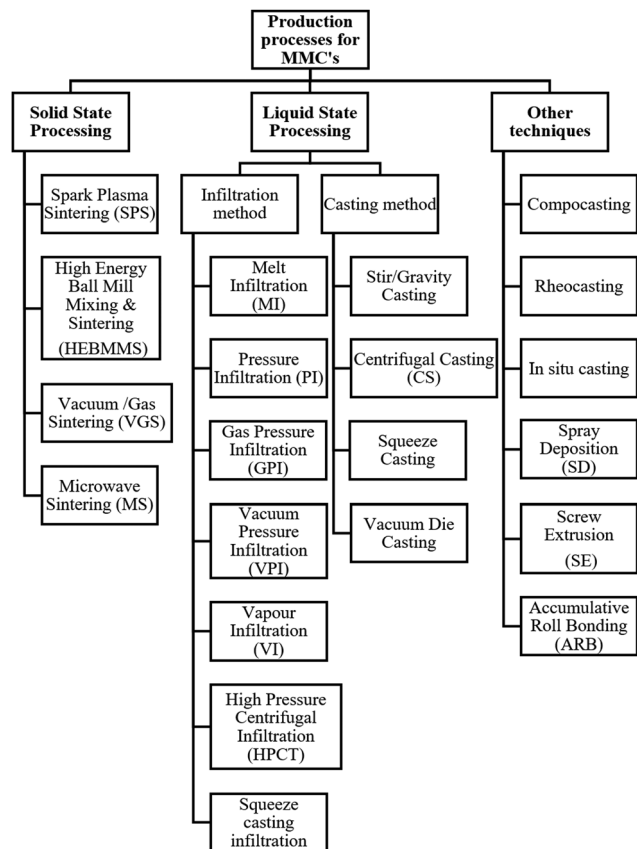 Production
processes for
MMC's
Solid State
Processing
Liquid State
Processing
Other
techniques
Spark Plasma
Sintering (SPS)
High Energy
Ball Mill
Mixing &
Sintering
(HEBMMS)
Vacuum /Gas
Sintering (VGS)
Microwave
Sintering (MS)
Infiltration
method
Melt
Infiltration
(MI)
Pressure
Infiltration (PI)
Gas Pressure
Infiltration
(GPI)
Vacuum
Pressure
Infiltration
(VPI)
Vapour
Infiltration
(VI)
High Pressure
Centrifugal
Infiltration
(HPCT)
Squeeze
casting
infiltration
Casting method
Stir/Gravity
Casting
Centrifugal Casting
(CS)
Squeeze
Casting
Vacuum Die
Casting
Compocasting
Rheocasting
In situ casting
Spray
Deposition
(SD)
Screw
Extrusion
(SE)
Accumulative
Roll Bonding
(ARB)